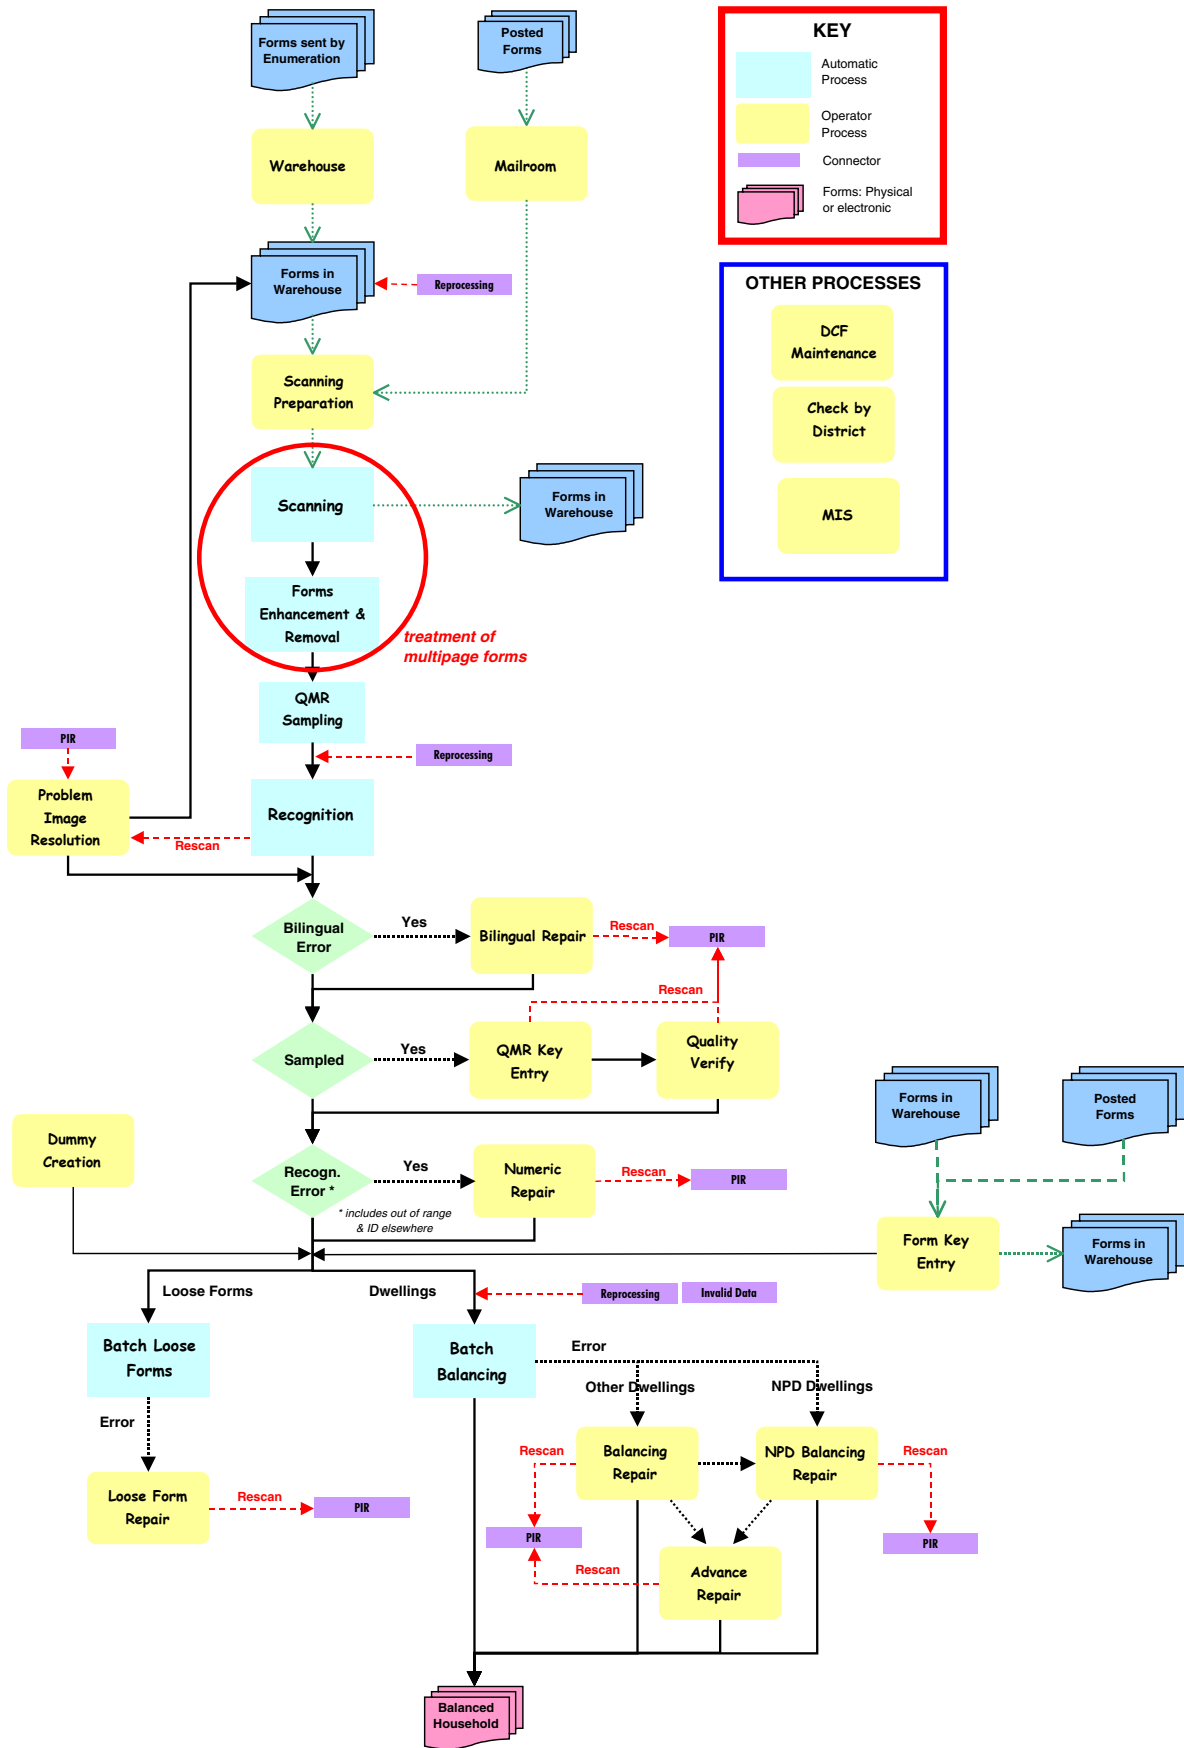 Forms sent by
Enumeration
Posted
Forms
KEY
Automatic
Process
Operator
Process
Connector
Forms: Physical
or electronic
Warehouse
Mailroom
Forms in
Warehouse
Reprocessing
OTHER PROCESSES
DCF
Maintenance
Check by
District
MIS
Scanning
Preparation
Scanning
Forms in
Warehouse
Forms
Enhancement &
Removal
treatment of
multipage forms
QMR
Sampling
PIR
Reprocessing
Problem
Image
Resolution
Rescan
Recognition
Bilingual
Error
Yes
Bilingual Repair
Rescan
PIR
Rescan
Sampled
Yes
QMR Key
Entry
Quality
Verify
Forms in
Warehouse
Posted
Forms
Dummy
Creation
Recogn.
Error *
Yes
Numeric
Repair
Rescan
PIR
* includes out of range
& ID elsewhere
Form Key
Entry
Forms in
Warehouse
Loose Forms
Dwellings
Reprocessing
Invalid Data
Batch Loose
Forms
Batch
Balancing
Error
Other Dwellings
NPD Dwellings
Error
Loose Form
Repair
Rescan
PIR
Rescan
Balancing
Repair
NPD Balancing
Repair
Rescan
PIR
PIR
Rescan
Advance
Repair
Balanced
Household